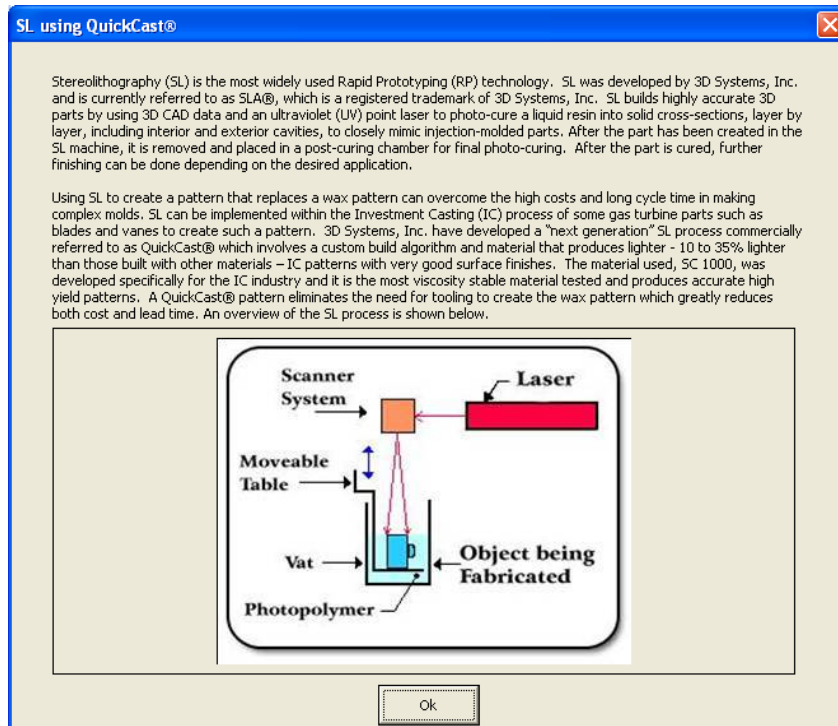 SL using QuickCast®
Stereolithography (SL) is the most widely used Rapid Prototyping (RP) technology.  SL was developed by 3D Systems, Inc.
and is currently referred to as SLA®, which is a registered trademark of 3D Systems, Inc.  SL builds highly accurate 3D
parts by using 3D CAD data and an ultraviolet (UV) point laser to photo-cure a liquid resin into solid cross-sections, layer by
layer, including interior and exterior cavities, to closely mimic injection-molded parts. After the part has been created in the
SL machine, it is removed and placed in a post-curing chamber for final photo-curing.  After the part is cured, further
finishing can be done depending on the desired application.
Using SL to create a pattern that replaces a wax pattern can overcome the high costs and long cycle time in making
complex molds. SL can be implemented within the Investment Casting (IC) process of some gas turbine parts such as
blades and vanes to create such a pattern.  3D Systems, Inc. have developed a "next generation" SL process commercially
referred to as QuickCast® which involves a custom build algorithm and material that produces lighter - 10 to 35% lighter
than those built with other materials – IC patterns with very good surface finishes.  The material used, SC 1000, was
developed specifically for the IC industry and it is the most viscosity stable material tested and produces accurate high
yield patterns.  A QuickCast® pattern eliminates the need for tooling to create the wax pattern which greatly reduces
both cost and lead time. An overview of the SL process is shown below.
Scanner
System
Laser
Moveable
Table
Vat
Object being
Fabricated
Photopolymer
Ok